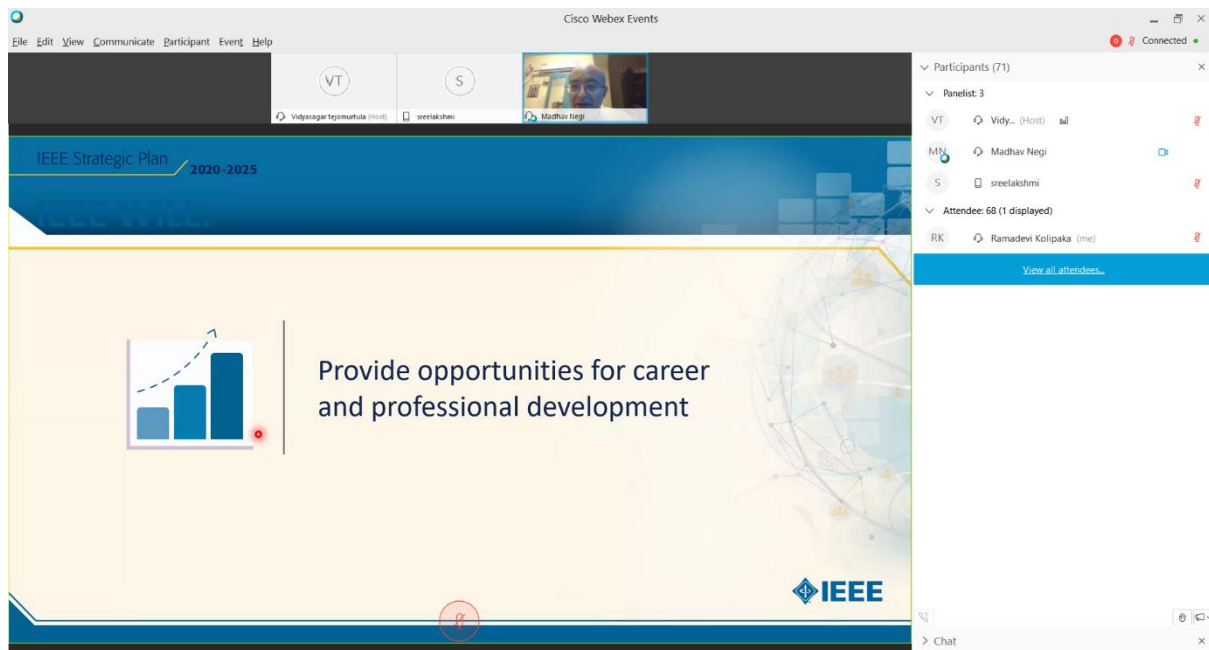 Cisco Webex Events
File Edit View Communicate Participant Event Help
Connected
VT
S
Vidyasagar tejomurtula (Host)
sreelakshmi
Madhav Negi
IEEE Strategic Plan
2020-2025
IEEE WILL:
Provide opportunities for career
and professional development
IEEE
Participants (71)
Panelist: 3
VT Vidy... (Host)
MN Madhav Negi
S sreelakshmi
Attendee: 68 (1 displayed)
RK Ramadevi Kolipaka (me)
View all attendees...
Chat